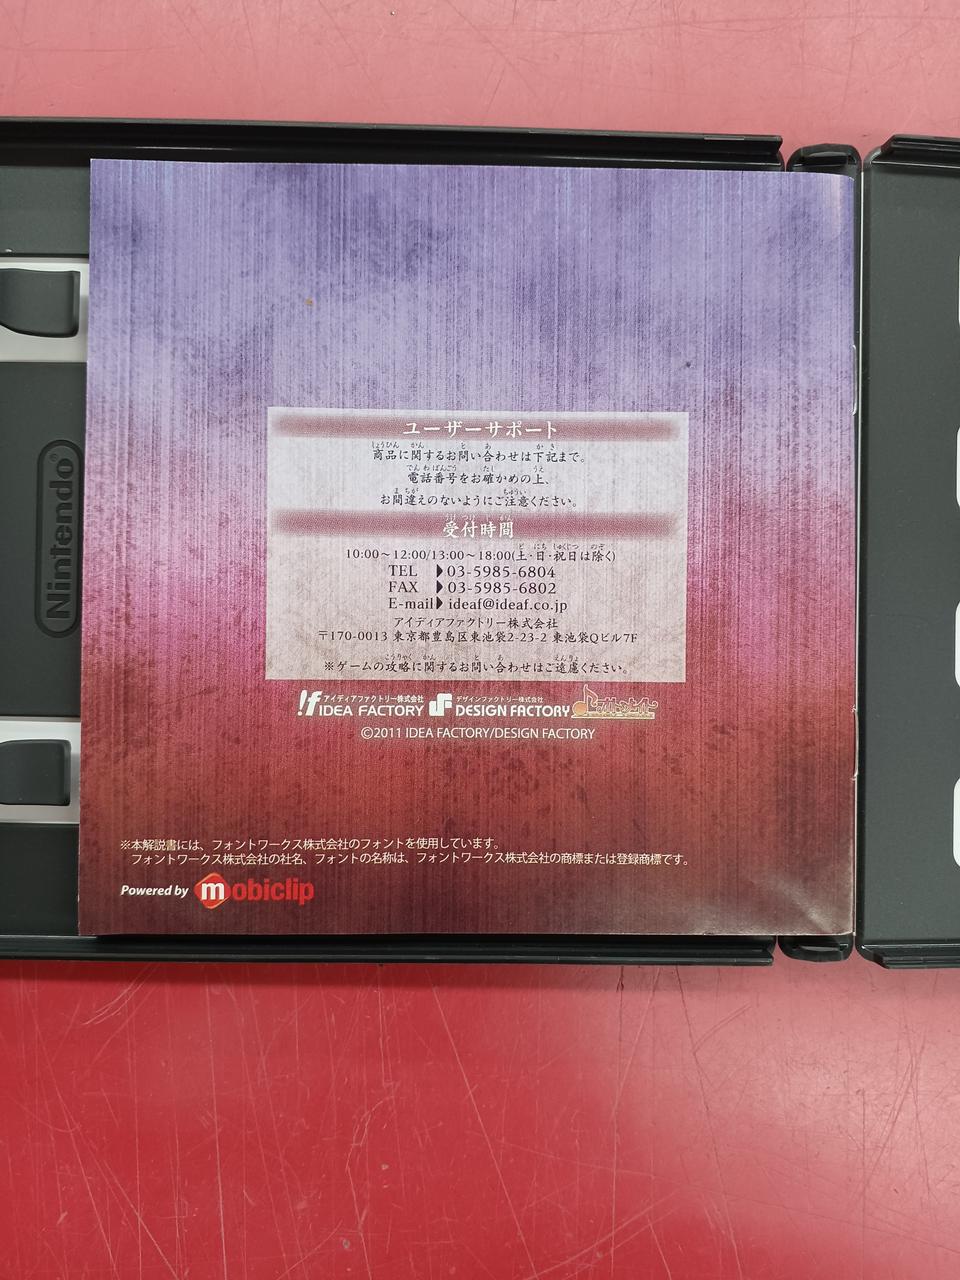 ユーザーサポート
商品に関するお問い合わせは下記まで。
電話番号をお確かめの上、
お間違えのないようにご注意ください。
受付時間
10:00～12:00/13:00～18:00(土・日・祝日は除く)
TEL 03-5985-6804
FAX 03-5985-6802
E-mail ideaf@ideaf.co.jp
アイディアファクトリー株式会社
〒170-0013 東京都豊島区東池袋2-23-2 東池袋Qビル7F
※ゲームの攻略に関するお問い合わせはご遠慮ください。
アイディアファクトリー株式会社 デザインファクトリー株式会社
IDEA FACTORY DESIGN FACTORY
©2011 IDEA FACTORY/DESIGN FACTORY
※本解説書には、フォントワークス株式会社のフォントを使用しています。
フォントワークス株式会社の社名、フォントの名称は、フォントワークス株式会社の商標または登録商標です。
Powered by mobiclip
Nintendo®